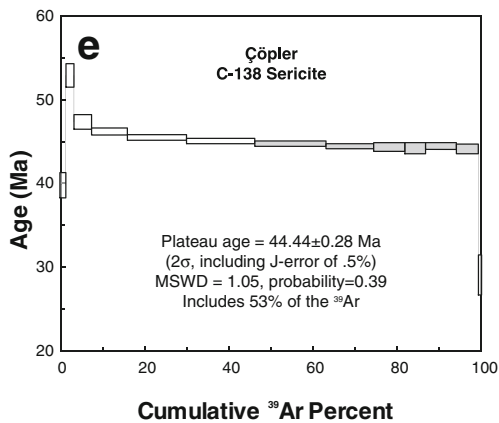 60
e
Çöpler
C-138 Sericite
50
Age (Ma)
40
Plateau age = 44.44±0.28 Ma
(2σ, including J-error of .5%)
MSWD = 1.05, probability=0.39
Includes 53% of the ³⁹Ar
30
20
0 20 40 60 80 100
Cumulative ³⁹Ar Percent